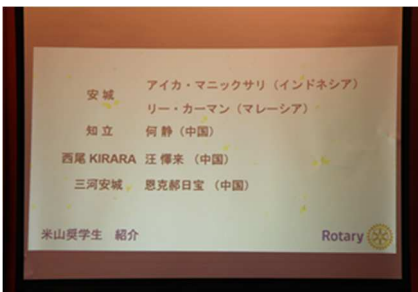 安城 アイカ・マニックサリ（インドネシア）
リー・カーマン（マレーシア）
知立 何 静（中国）
西尾 KIRARA 汪 懌来 （中国）
三河安城 恩克郝日宝 （中国）
米山奨学生 紹介
Rotary